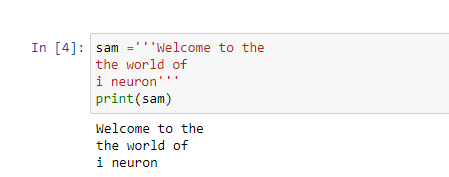 In [4]: sam ='''Welcome to the
the world of
i neuron'''
print(sam)
Welcome to the
the world of
i neuron